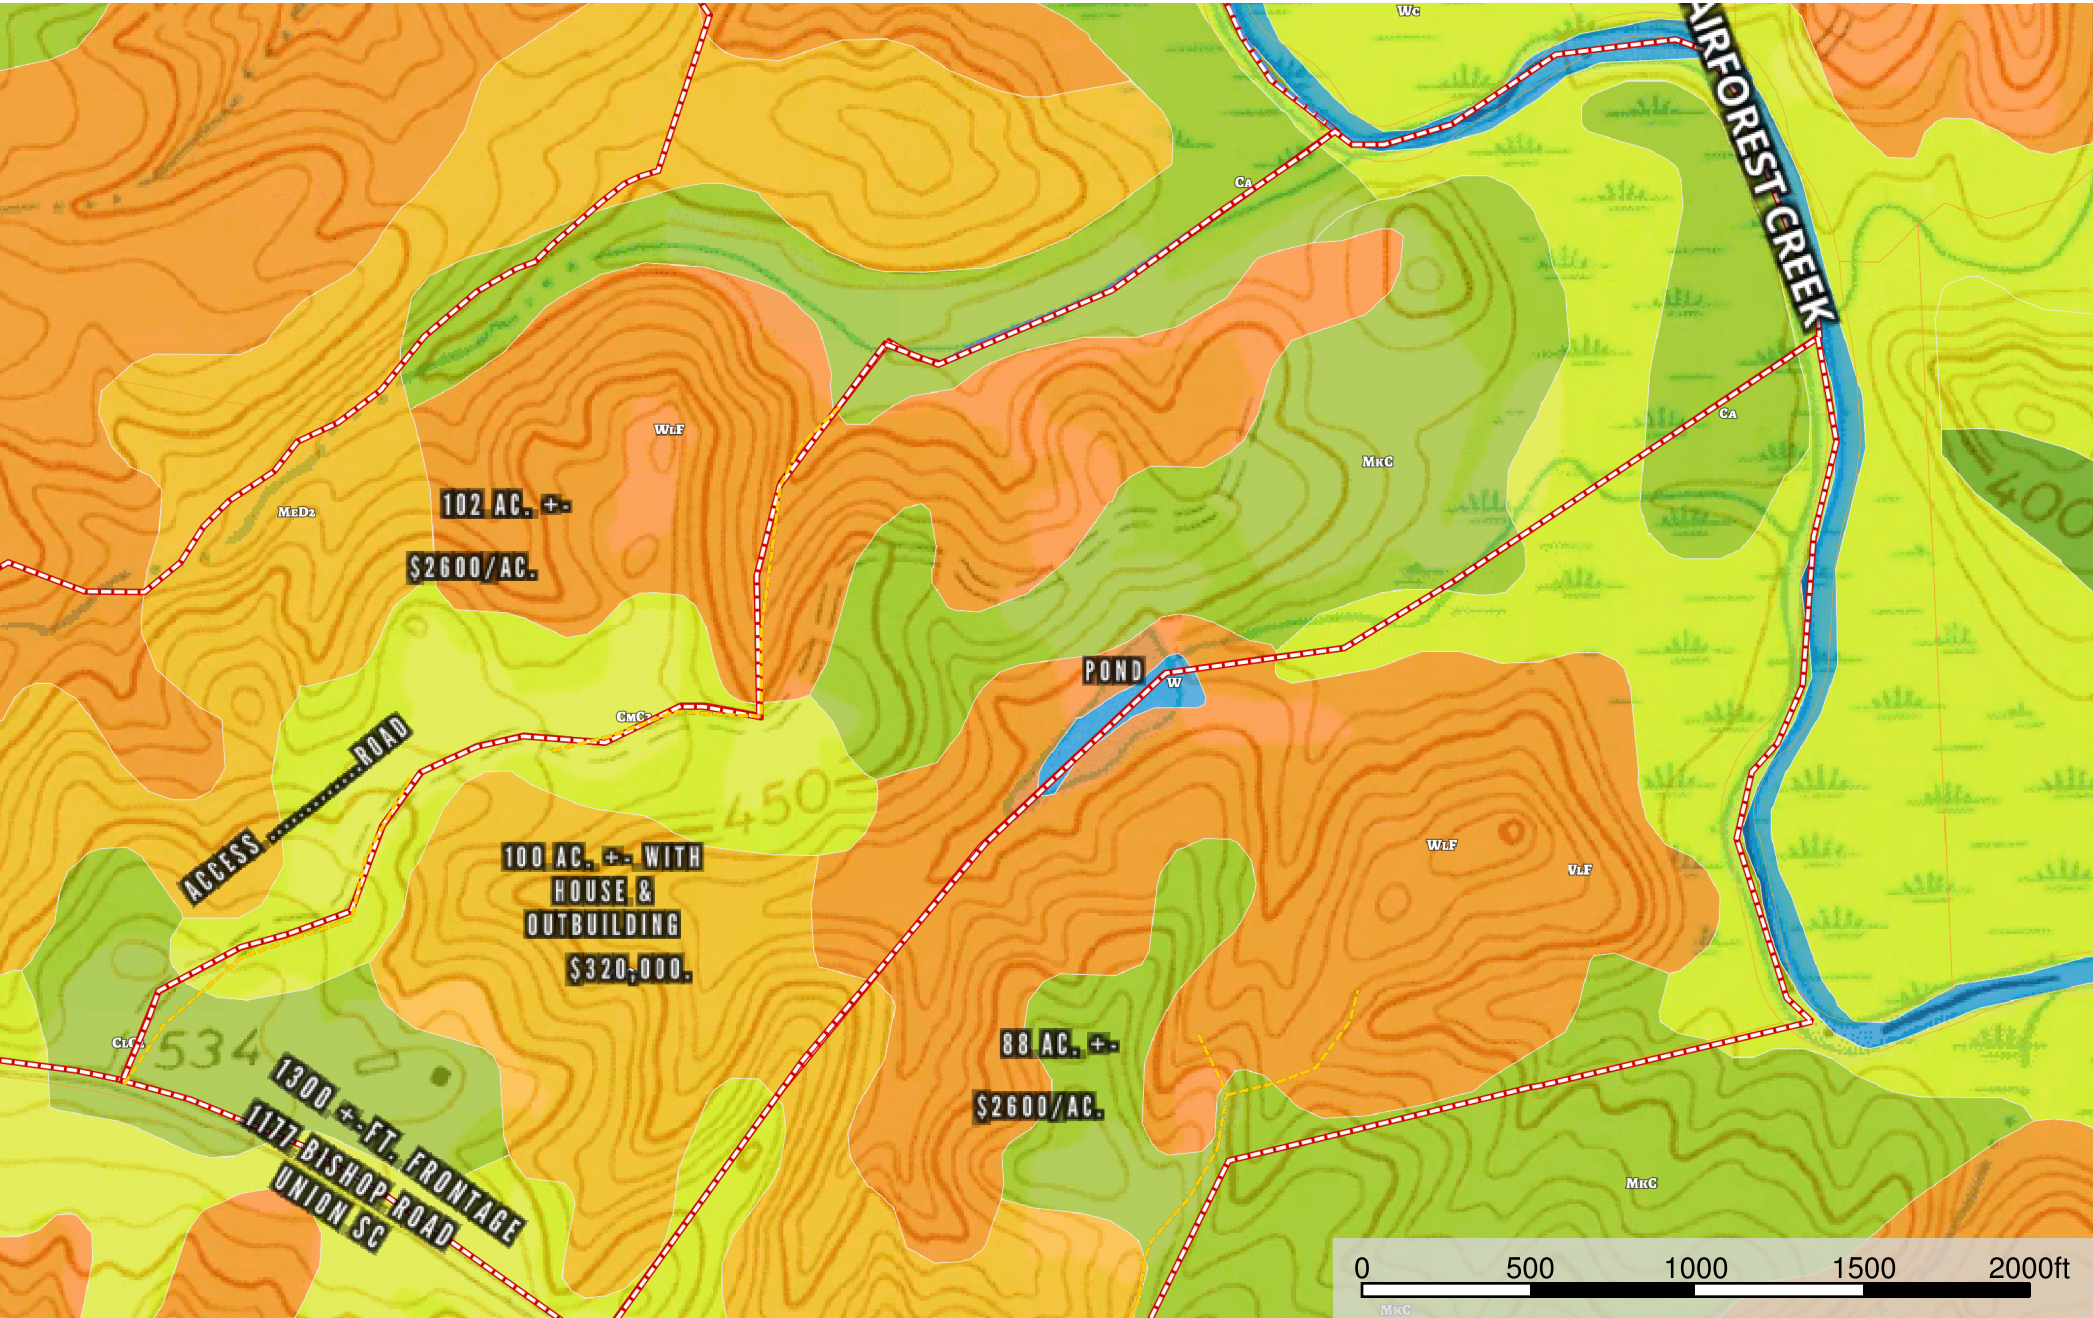 Wc
AIRFOREST CREEK
Ca
WLF
MKC
Ca
400
102 AC. +-
$2600/AC.
MED2
POND
W
CMC2
ACCESS ..............ROAD
450
100 AC. +- WITH
HOUSE &
OUTBUILDING
$320,000.
WLF
VLF
88 AC. +-
$2600/AC.
534
1300 +-FT. FRONTAGE
1177 BISHOP ROAD
UNION SC
MKC
0 500 1000 1500 2000ft
MKC